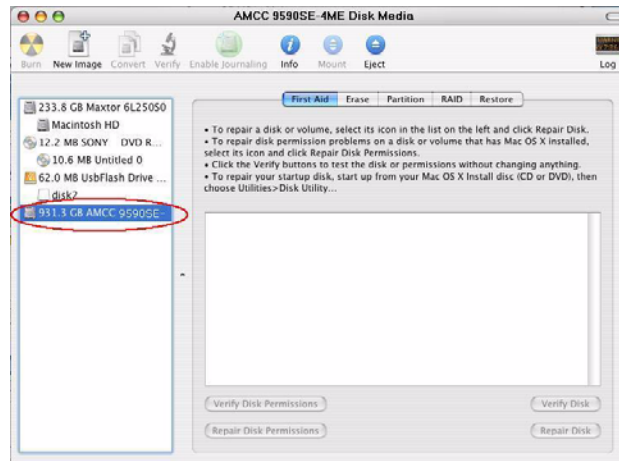 AMCC 9590SE-4ME Disk Media
Burn New Image Convert Verify Enable Journaling Info Mount Eject Log
233.8 GB Maxtor 6L250S0
Macintosh HD
12.2 MB SONY DVD R...
10.6 MB Untitled 0
62.0 MB UsbFlash Drive ...
disk2
931.3 GB AMCC 9590SE-
First Aid Erase Partition RAID Restore
• To repair a disk or volume, select its icon in the list on the left and click Repair Disk.
• To repair disk permission problems on a disk or volume that has Mac OS X installed,
select its icon and click Repair Disk Permissions.
• Click the Verify buttons to test the disk or permissions without changing anything.
• To repair your startup disk, start up from your Mac OS X Install disc (CD or DVD), then
choose Utilities>Disk Utility...
Verify Disk Permissions Verify Disk
Repair Disk Permissions Repair Disk